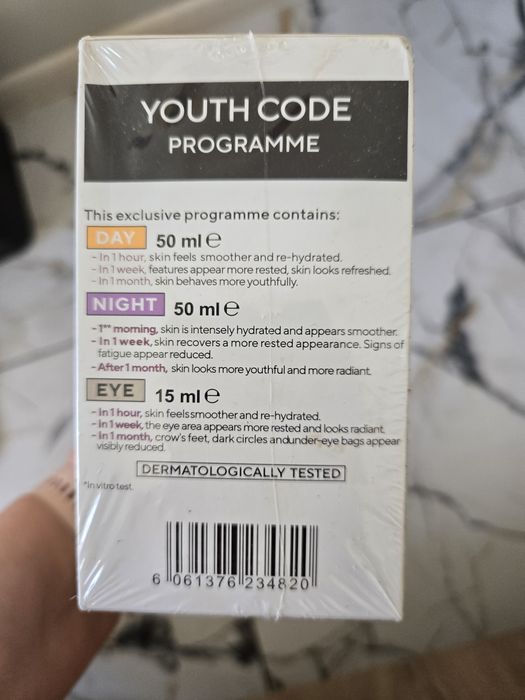 YOUTH CODE
PROGRAMME
This exclusive programme contains:
DAY 50 ml ℮
- In 1 hour, skin feels smoother and re-hydrated.
- In 1 week, features appear more rested, skin looks refreshed.
- In 1 month, skin behaves more youthfully.
NIGHT 50 ml ℮
- 1st morning, skin is intensely hydrated and appears smoother.
- In 1 week, skin recovers a more rested appearance. Signs of
fatigue appear reduced.
- After 1 month, skin looks more youthful and more radiant.
EYE 15 ml ℮
- In 1 hour, skin feels smoother and re-hydrated.
- In 1 week, the eye area appears more rested and looks radiant.
- In 1 month, crow's feet, dark circles and under-eye bags appear
visibly reduced.
DERMATOLOGICALLY TESTED
*In vitro test.
6 061376 234820